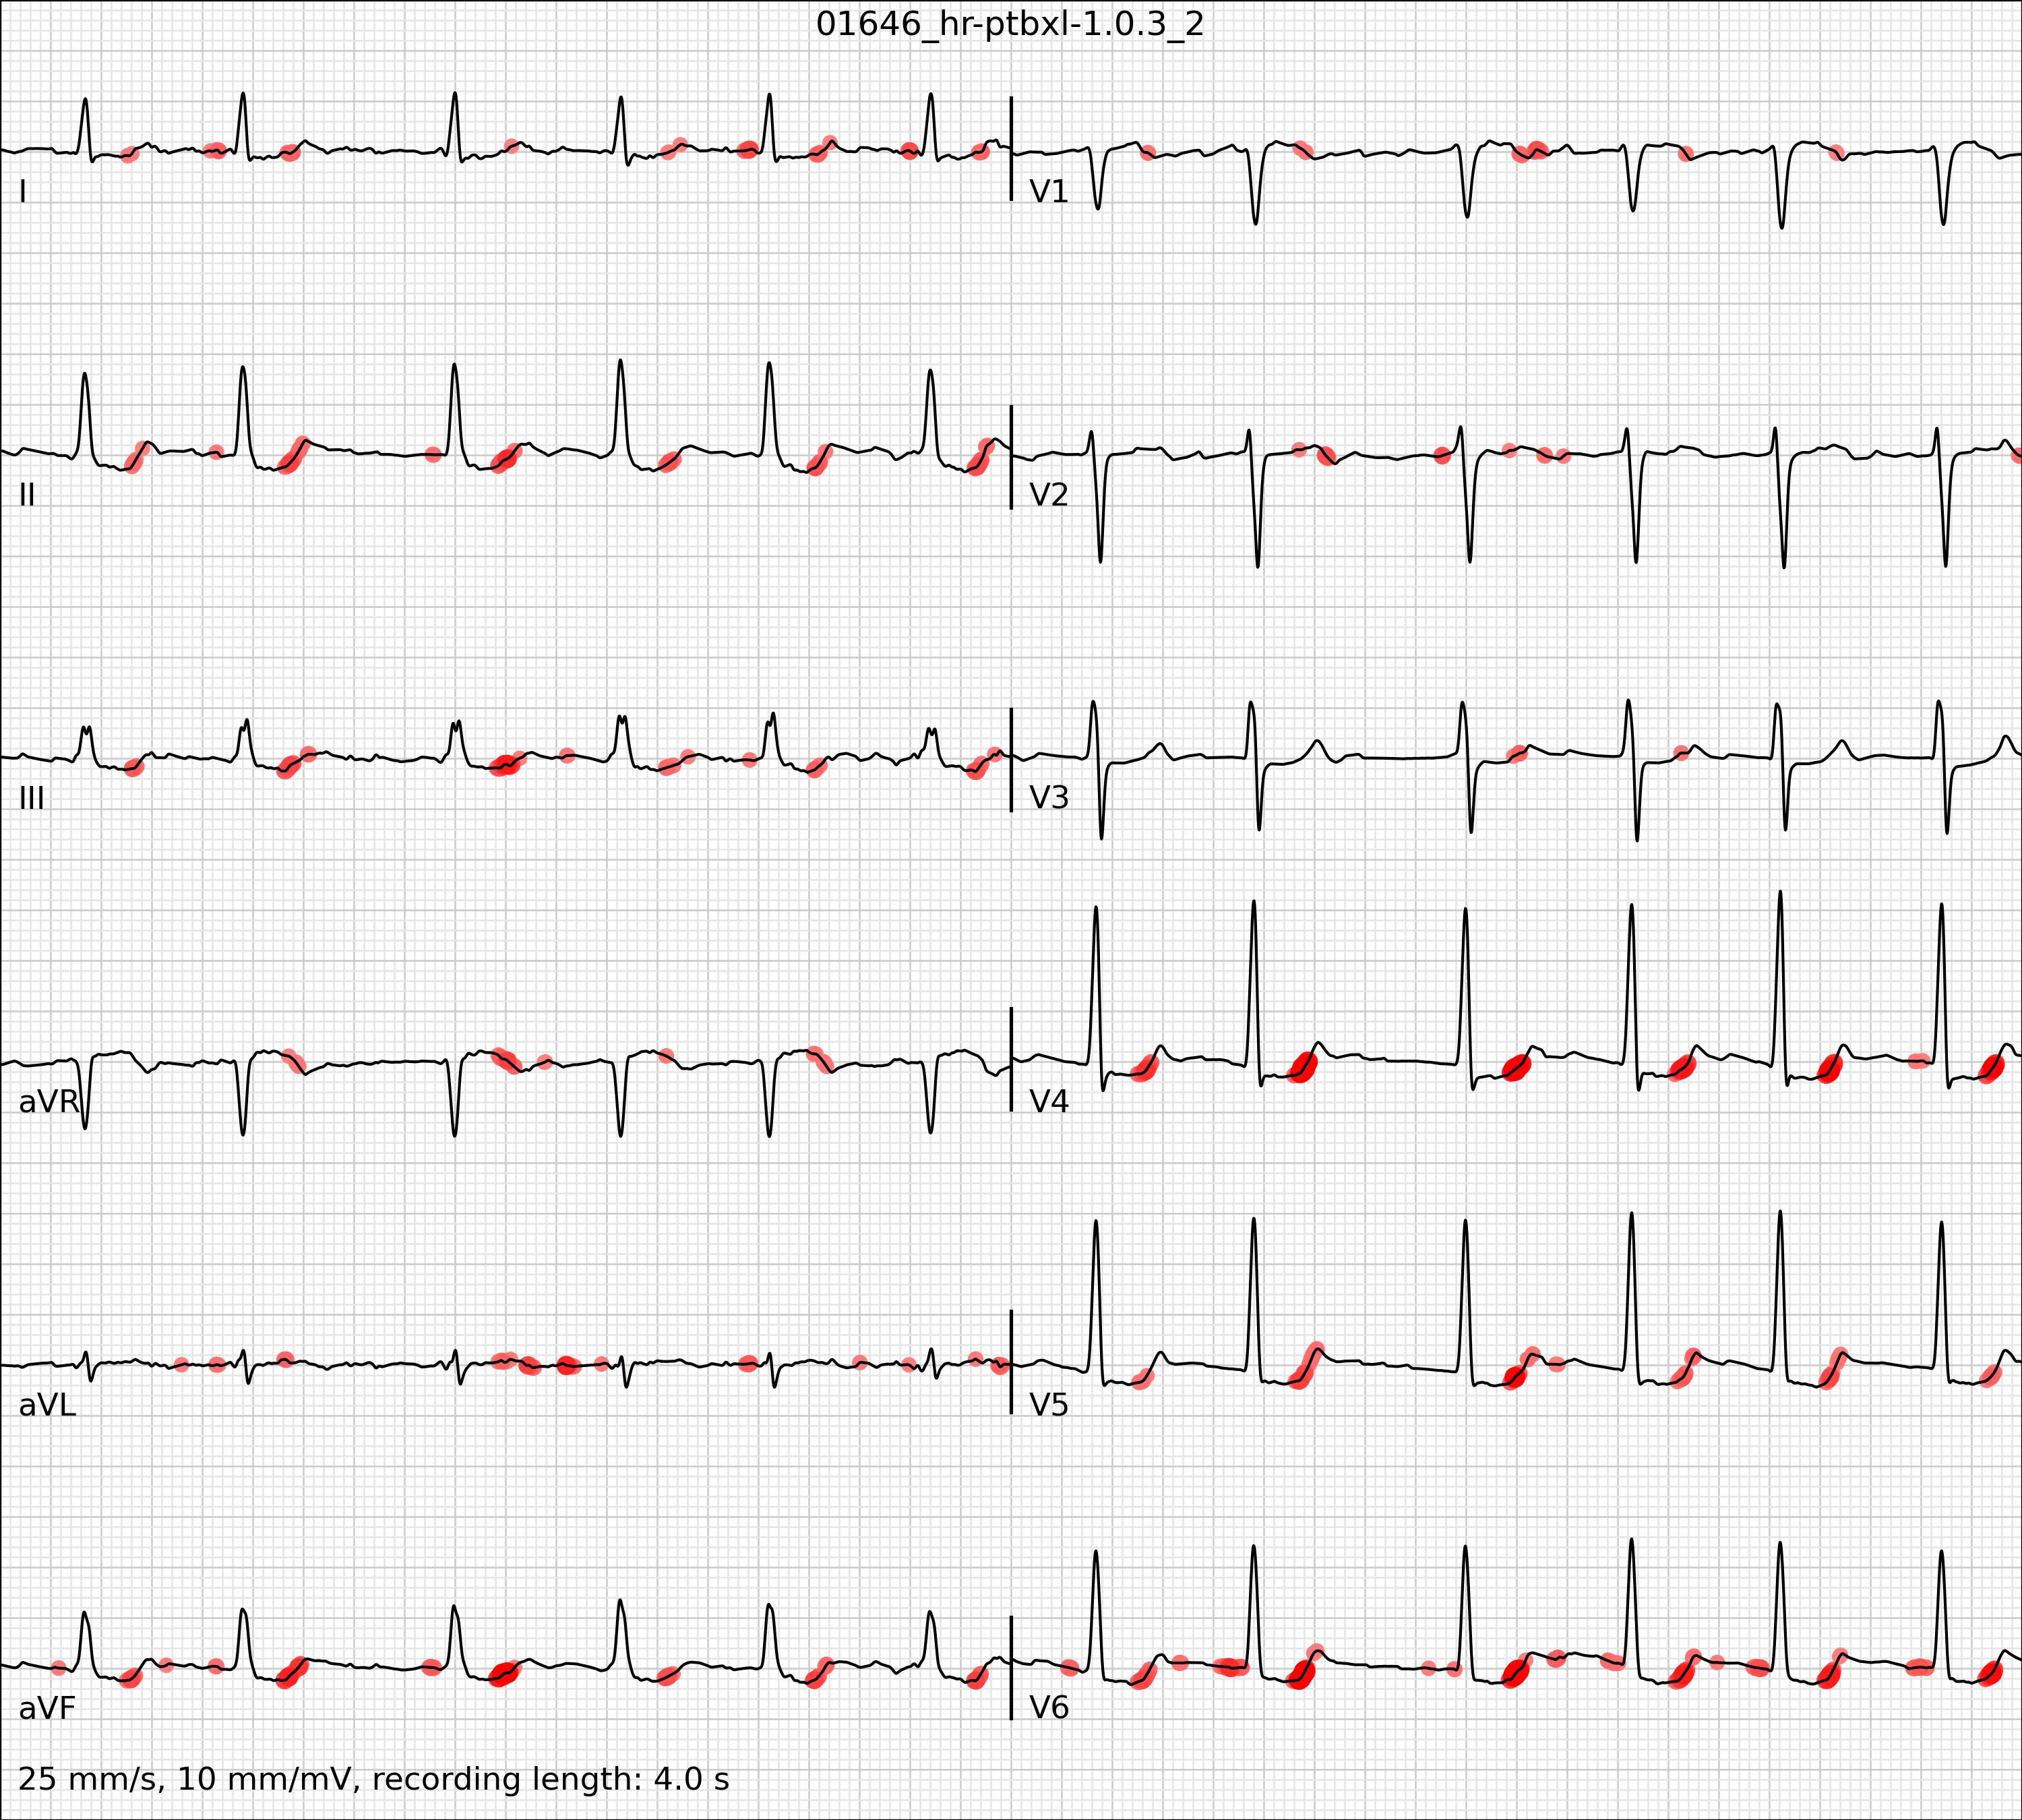 01646_hr-ptbxl-1.0.3_2
I
V1
II
V2
III
V3
aVR
V4
aVL
V5
aVF
V6
25 mm/s, 10 mm/mV, recording length: 4.0 s